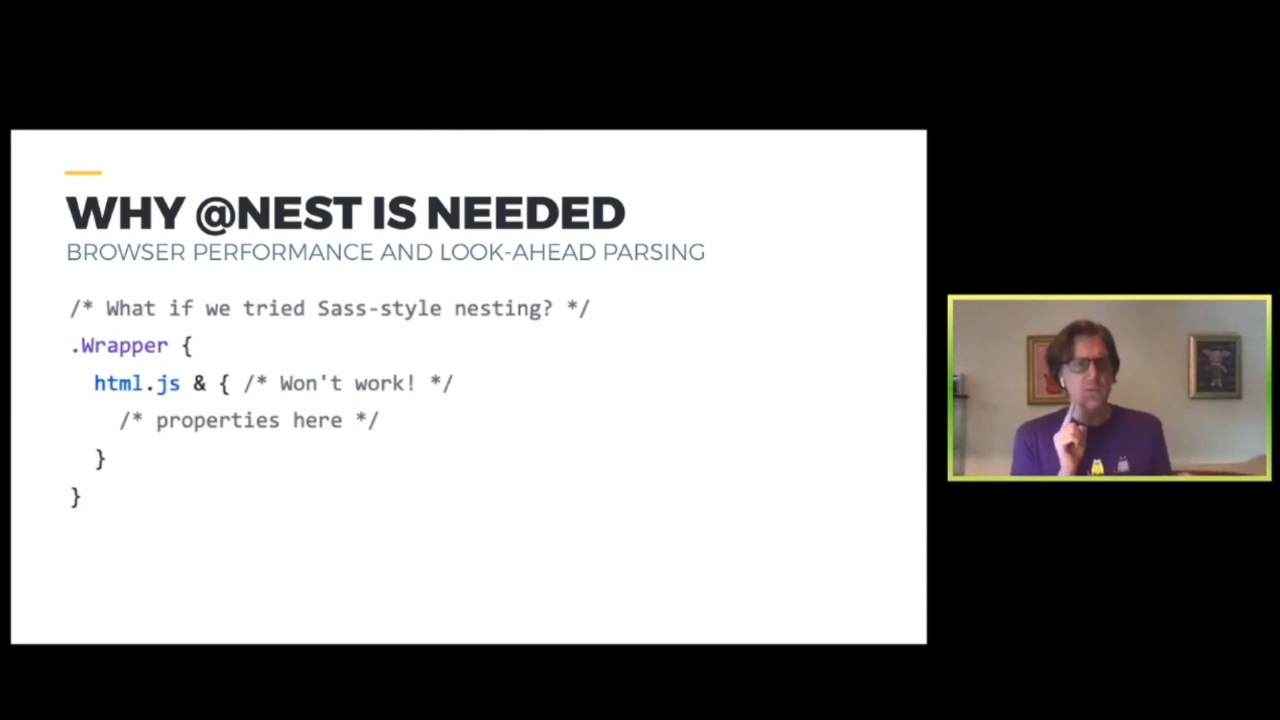 WHY @NEST IS NEEDED
BROWSER PERFORMANCE AND LOOK-AHEAD PARSING
/* What if we tried Sass-style nesting? */
.Wrapper {
html.js & { /* Won't work! */
/* properties here */
}
}